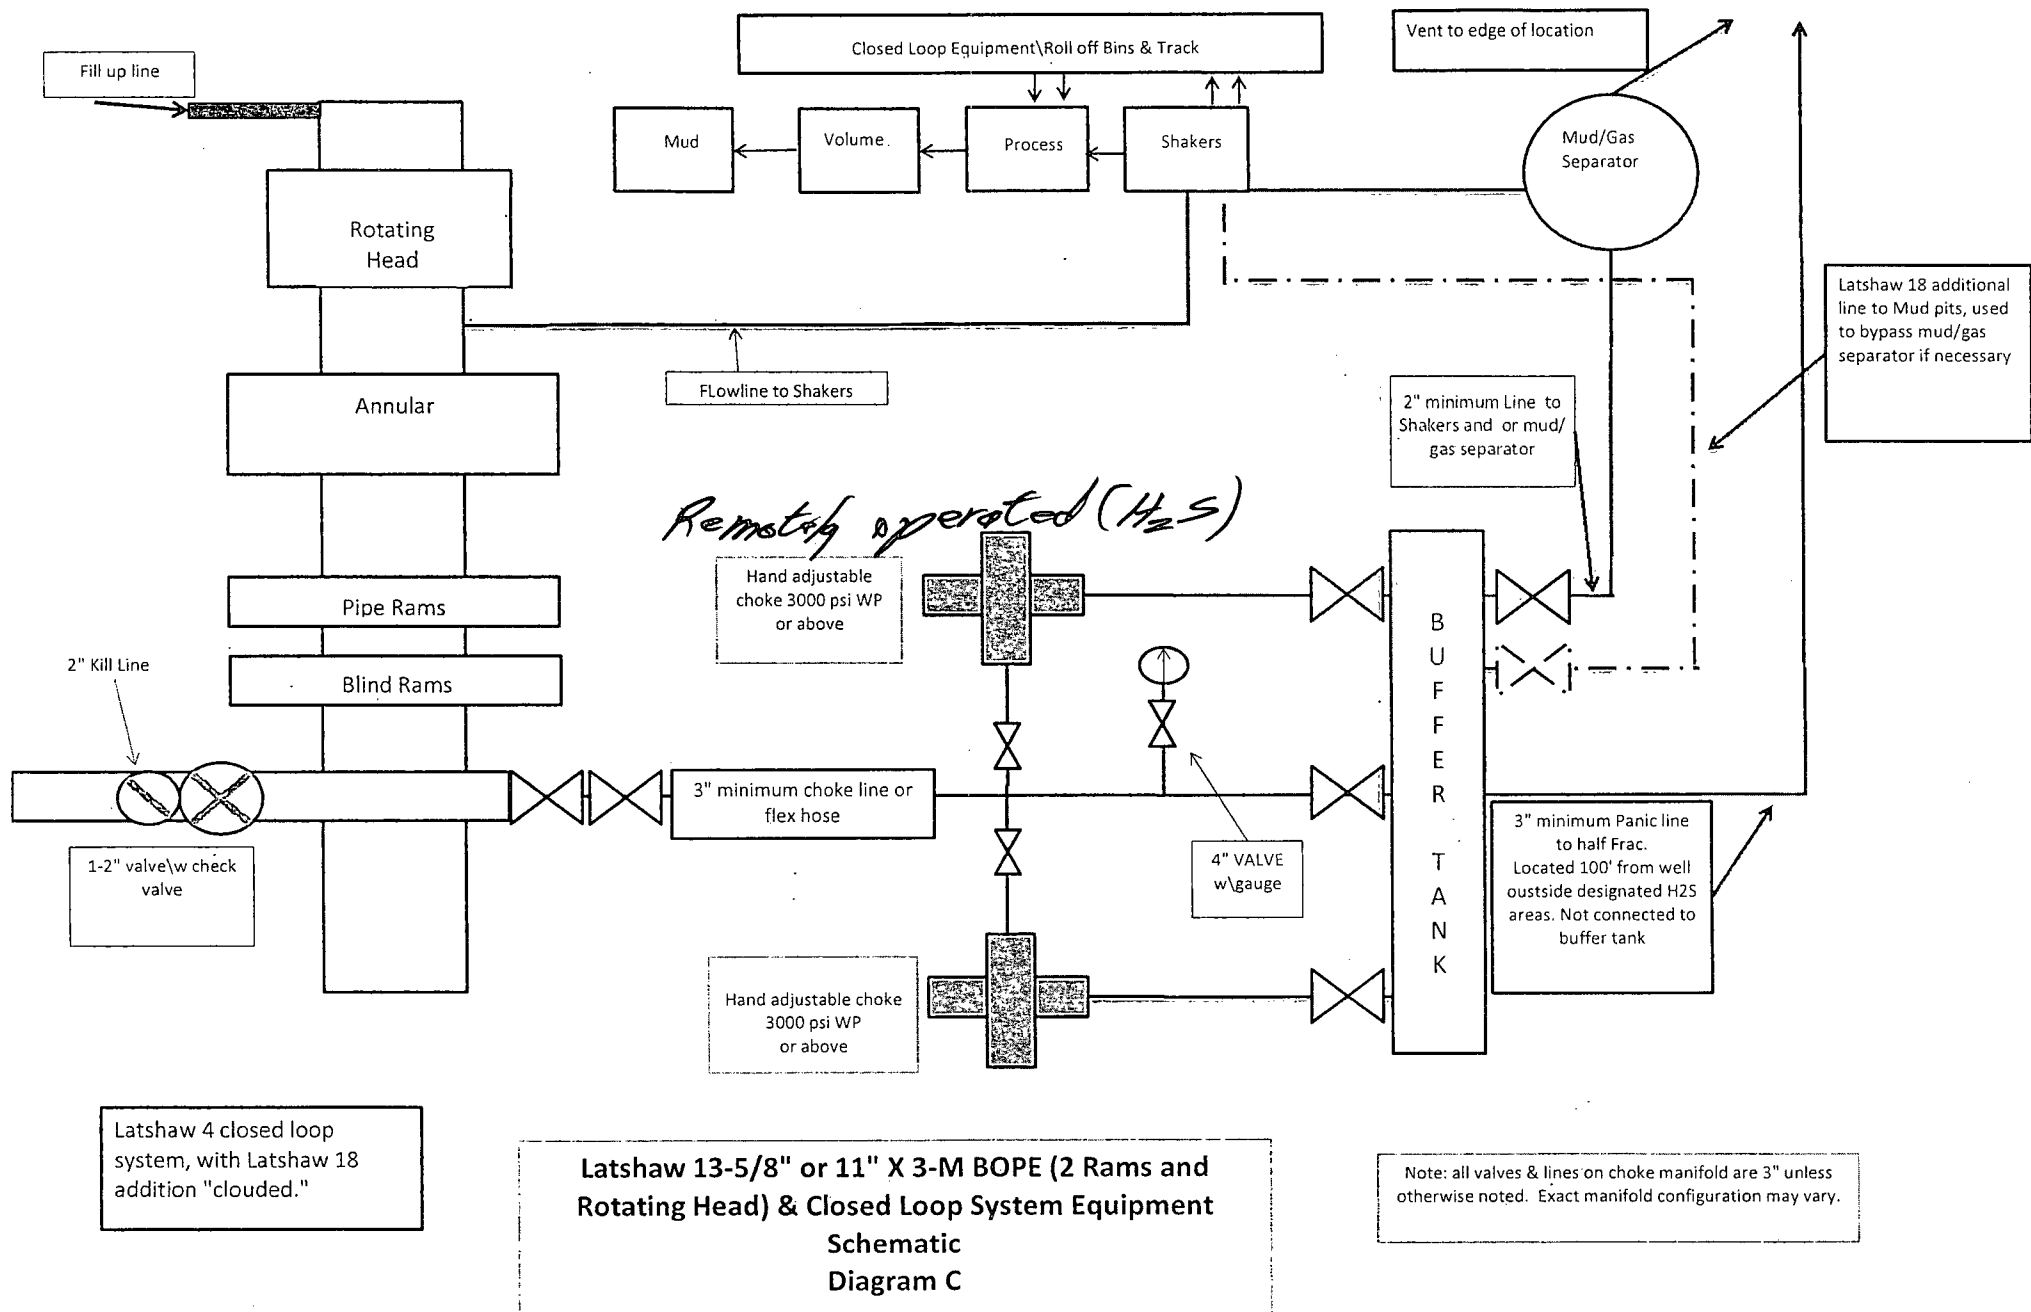 Fill up line
Closed Loop Equipment\Roll off Bins & Track
Vent to edge of location
Mud
Volume.
Process
Shakers
Mud/Gas
Separator
Rotating
Head
Latshaw 18 additional
line to Mud pits, used
to bypass mud/gas
separator if necessary
FLowline to Shakers
Annular
2" minimum Line to
Shakers and or mud/
gas separator
Remotely operated (H2S)
Hand adjustable
choke 3000 psi WP
or above
Pipe Rams
2" Kill Line
Blind Rams
3" minimum choke line or
flex hose
BUFFER TANK
1-2" valve\w check
valve
4" VALVE
w\gauge
3" minimum Panic line
to half Frac.
Located 100' from well
oustside designated H2S
areas. Not connected to
buffer tank
Hand adjustable choke
3000 psi WP
or above
Latshaw 4 closed loop
system, with Latshaw 18
addition "clouded."
Latshaw 13-5/8" or 11" X 3-M BOPE (2 Rams and
Rotating Head) & Closed Loop System Equipment
Schematic
Diagram C
Note: all valves & lines on choke manifold are 3" unless
otherwise noted. Exact manifold configuration may vary.